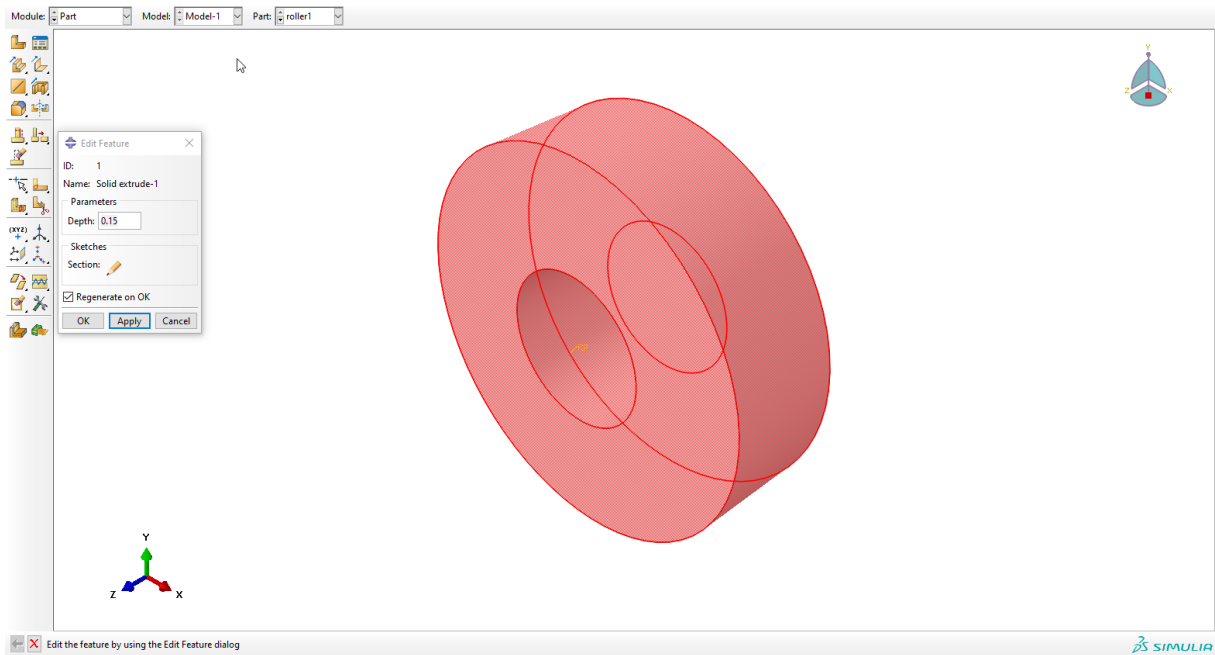 Module: Part Model: Model-1 Part: roller1
Edit Feature
ID: 1
Name: Solid extrude-1
Parameters
Depth: 0.15
Sketches
Section:
Regenerate on OK
OK Apply Cancel
(XYZ)
Y
Z X
Y
Z X
Edit the feature by using the Edit Feature dialog
SIMULIA